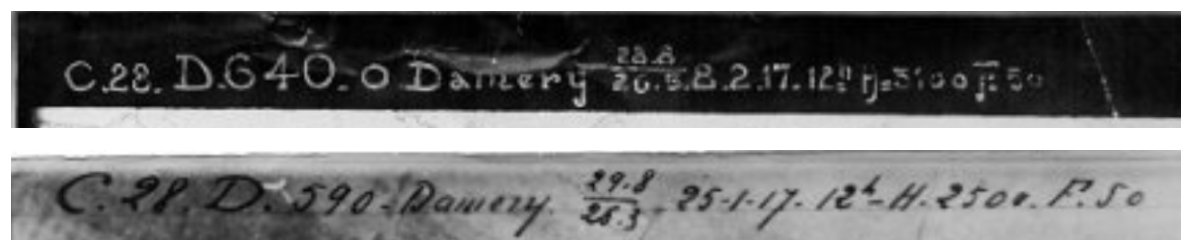 C.28. D.640. O Damery 28.8/26.5. 8.2.17. 12h H=3100 F:50
C. 28. D. 590 - Damery. 29.8/25.3 - 25-1-17- 12h - H. 2500. F. 50